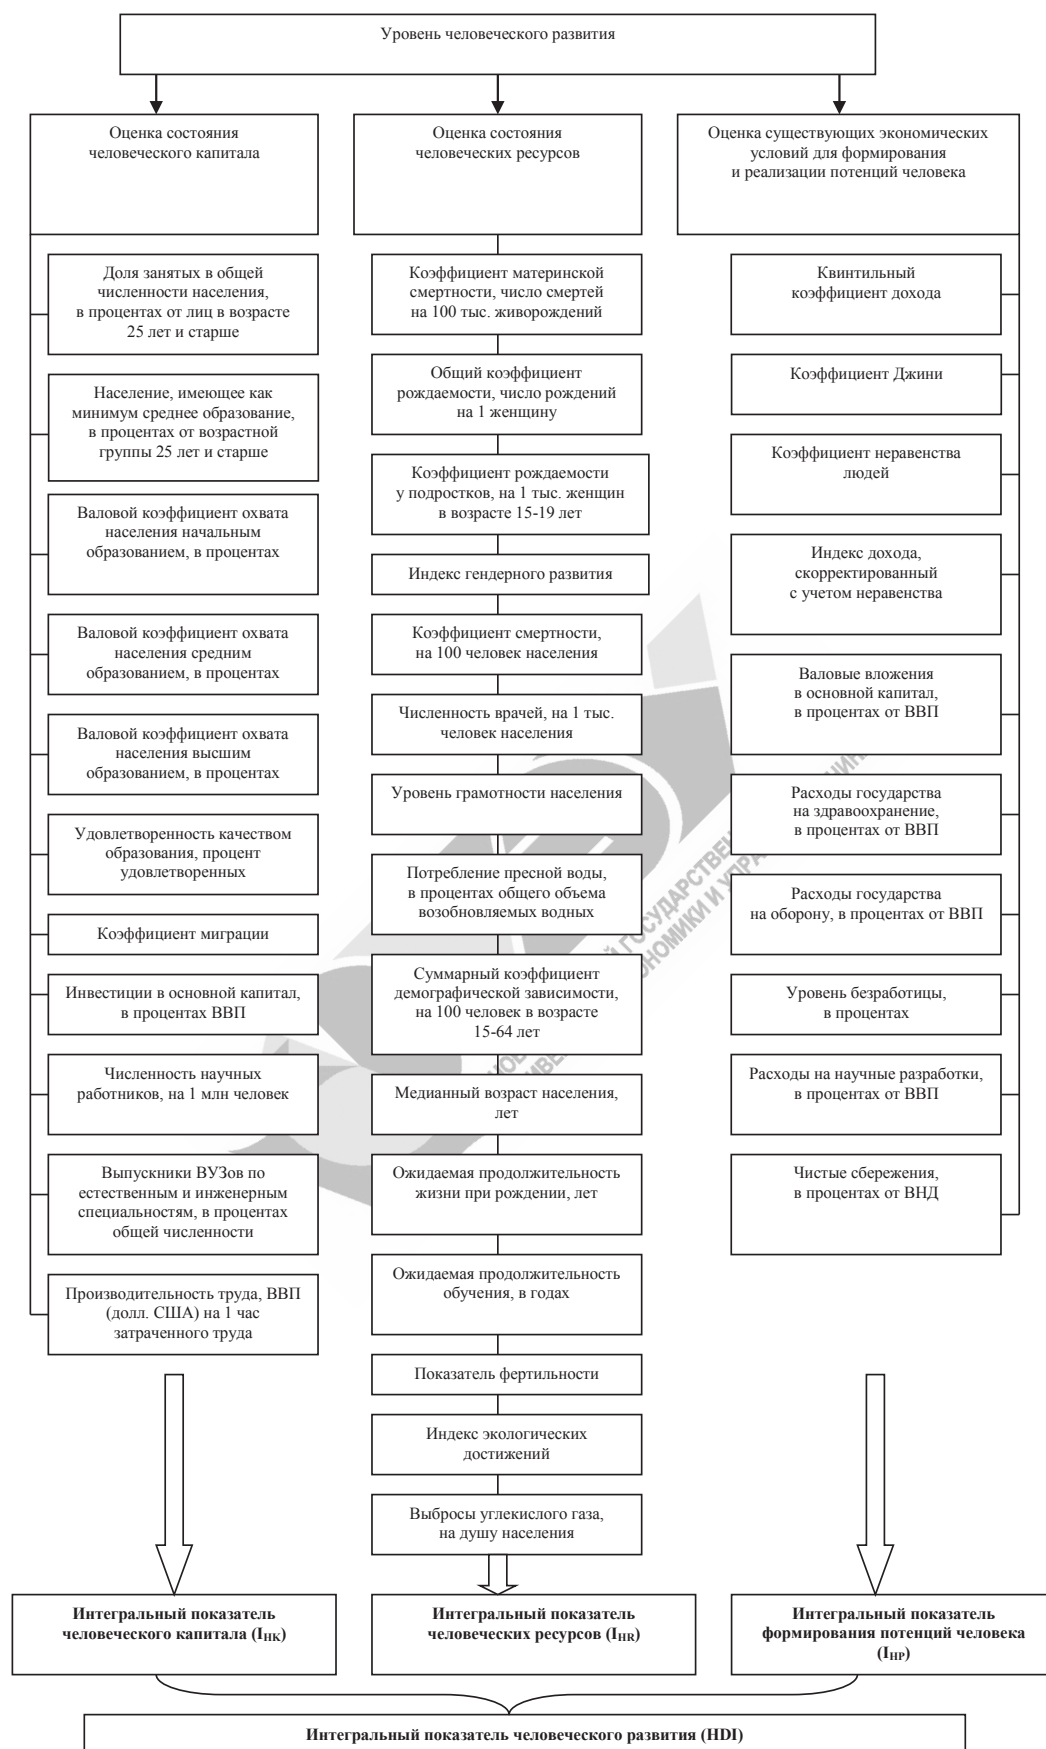 Уровень человеческого развития
Оценка состояния
человеческого капитала
Доля занятых в общей
численности населения,
в процентах от лиц в возрасте
25 лет и старше
Население, имеющее как
минимум среднее образование,
в процентах от возрастной
группы 25 лет и старше
Валовой коэффициент охвата
населения начальным
образованием, в процентах
Валовой коэффициент охвата
населения средним
образованием, в процентах
Валовой коэффициент охвата
населения высшим
образованием, в процентах
Удовлетворенность качеством
образования, процент
удовлетворенных
Коэффициент миграции
Инвестиции в основной капитал,
в процентах ВВП
Численность научных
работников, на 1 млн человек
Выпускники ВУЗов по
естественным и инженерным
специальностям, в процентах
общей численности
Производительность труда, ВВП
(долл. США) на 1 час
затраченного труда
Оценка состояния
человеческих ресурсов
Коэффициент материнской
смертности, число смертей
на 100 тыс. живорождений
Общий коэффициент
рождаемости, число рождений
на 1 женщину
Коэффициент рождаемости
у подростков, на 1 тыс. женщин
в возрасте 15-19 лет
Индекс гендерного развития
Коэффициент смертности,
на 100 человек населения
Численность врачей, на 1 тыс.
человек населения
Уровень грамотности населения
Потребление пресной воды,
в процентах общего объема
возобновляемых водных
Суммарный коэффициент
демографической зависимости,
на 100 человек в возрасте
15-64 лет
Медианный возраст населения,
лет
Ожидаемая продолжительность
жизни при рождении, лет
Ожидаемая продолжительность
обучения, в годах
Показатель фертильности
Индекс экологических
достижений
Выбросы углекислого газа,
на душу населения
Оценка существующих экономических
условий для формирования
и реализации потенций человека
Квинтильный
коэффициент дохода
Коэффициент Джини
Коэффициент неравенства
людей
Индекс дохода,
скорректированный
с учетом неравенства
Валовые вложения
в основной капитал,
в процентах от ВВП
Расходы государства
на здравоохранение,
в процентах от ВВП
Расходы государства
на оборону, в процентах от ВВП
Уровень безработицы,
в процентах
Расходы на научные разработки,
в процентах от ВВП
Чистые сбережения,
в процентах от ВНД
Интегральный показатель
человеческого капитала (IНК)
Интегральный показатель
человеческих ресурсов (IHR)
Интегральный показатель
формирования потенций человека
(IHP)
Интегральный показатель человеческого развития (HDI)